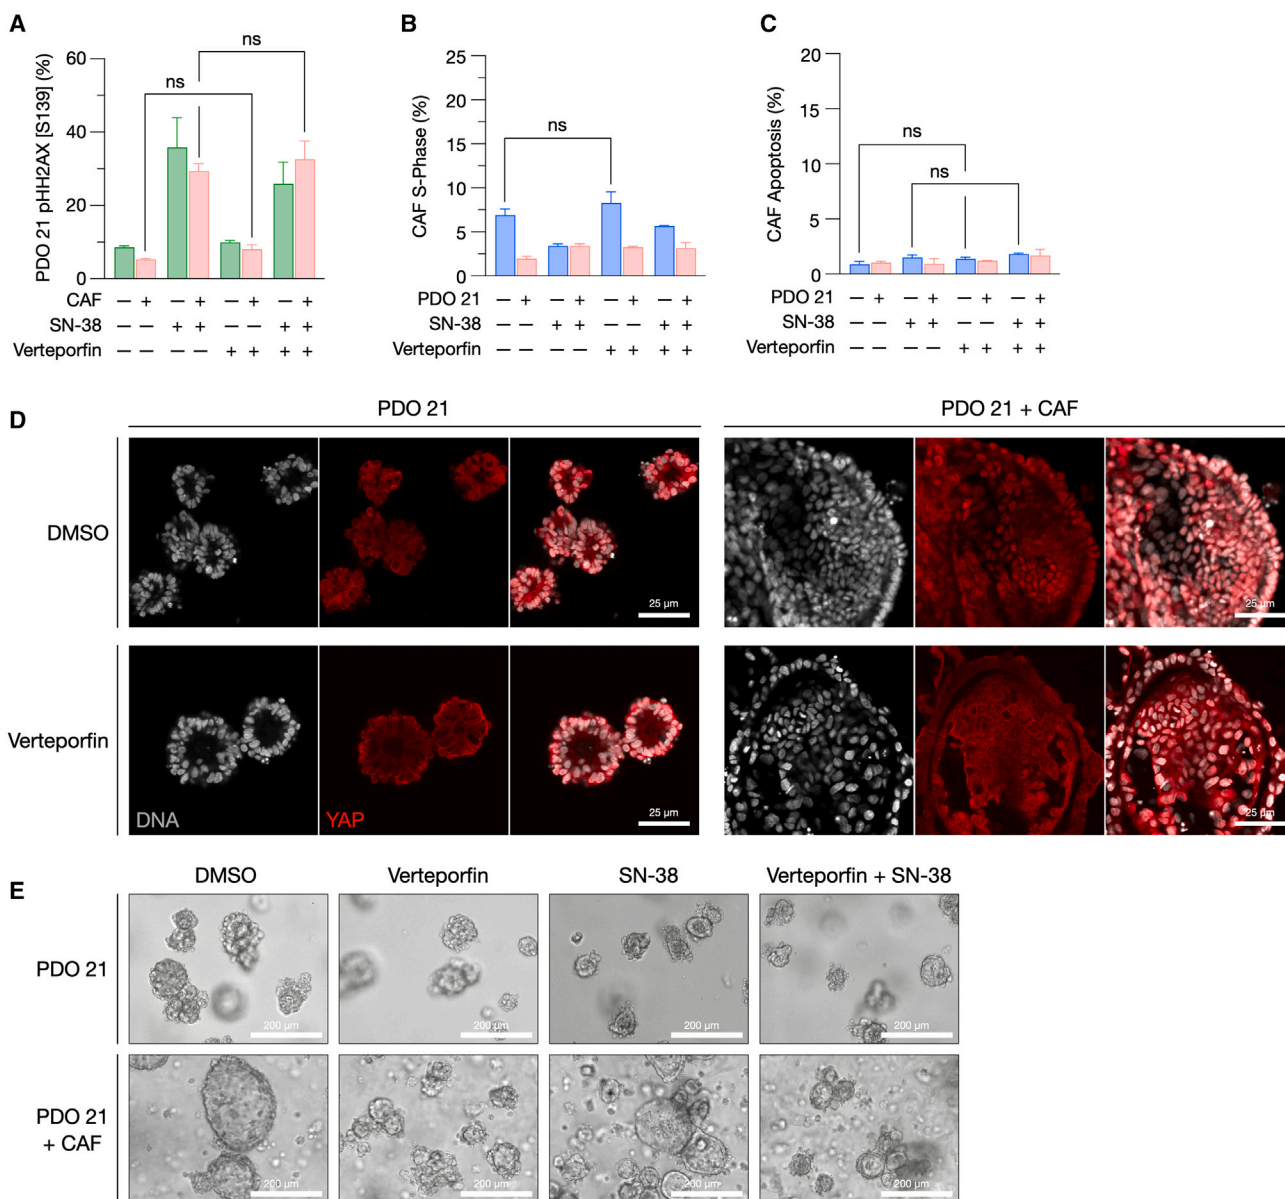 A
PDO 21 pHH2AX [S139] (%)
60
40
20
0
ns
ns
CAF − + − + − + − +
SN-38 − − + + − − + +
Verteporfin − − − − + + + +
B
CAF S-Phase (%)
25
20
15
10
5
0
ns
PDO 21 − + − + − + − +
SN-38 − − + + − − + +
Verteporfin − − − − + + + +
C
CAF Apoptosis (%)
20
15
10
5
0
ns
ns
PDO 21 − + − + − + − +
SN-38 − − + + − − + +
Verteporfin − − − − + + + +
D
PDO 21
PDO 21 + CAF
DMSO
25 µm
25 µm
Verteporfin
DNA
YAP
25 µm
25 µm
E
DMSO
Verteporfin
SN-38
Verteporfin + SN-38
PDO 21
200 µm
200 µm
200 µm
200 µm
PDO 21
+ CAF
200 µm
200 µm
200 µm
200 µm